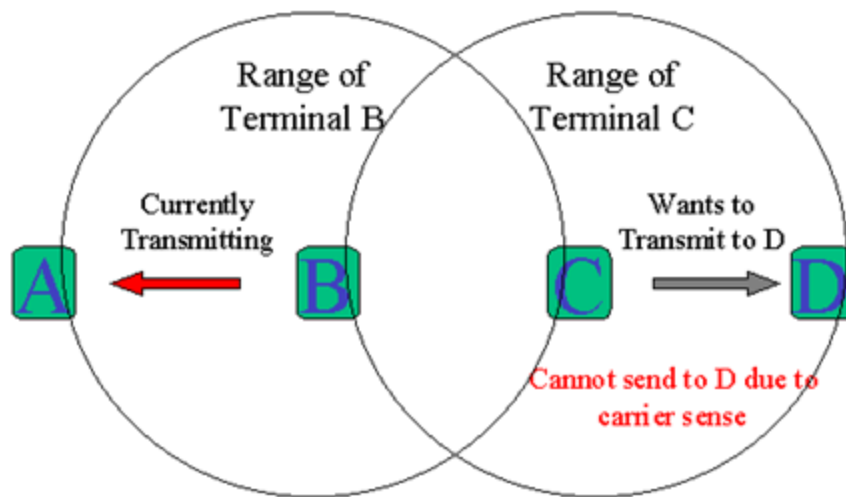 Range of
Terminal B
Range of
Terminal C
Currently
Transmitting
Wants to
Transmit to D
A
B
C
D
Cannot send to D due to
carrier sense